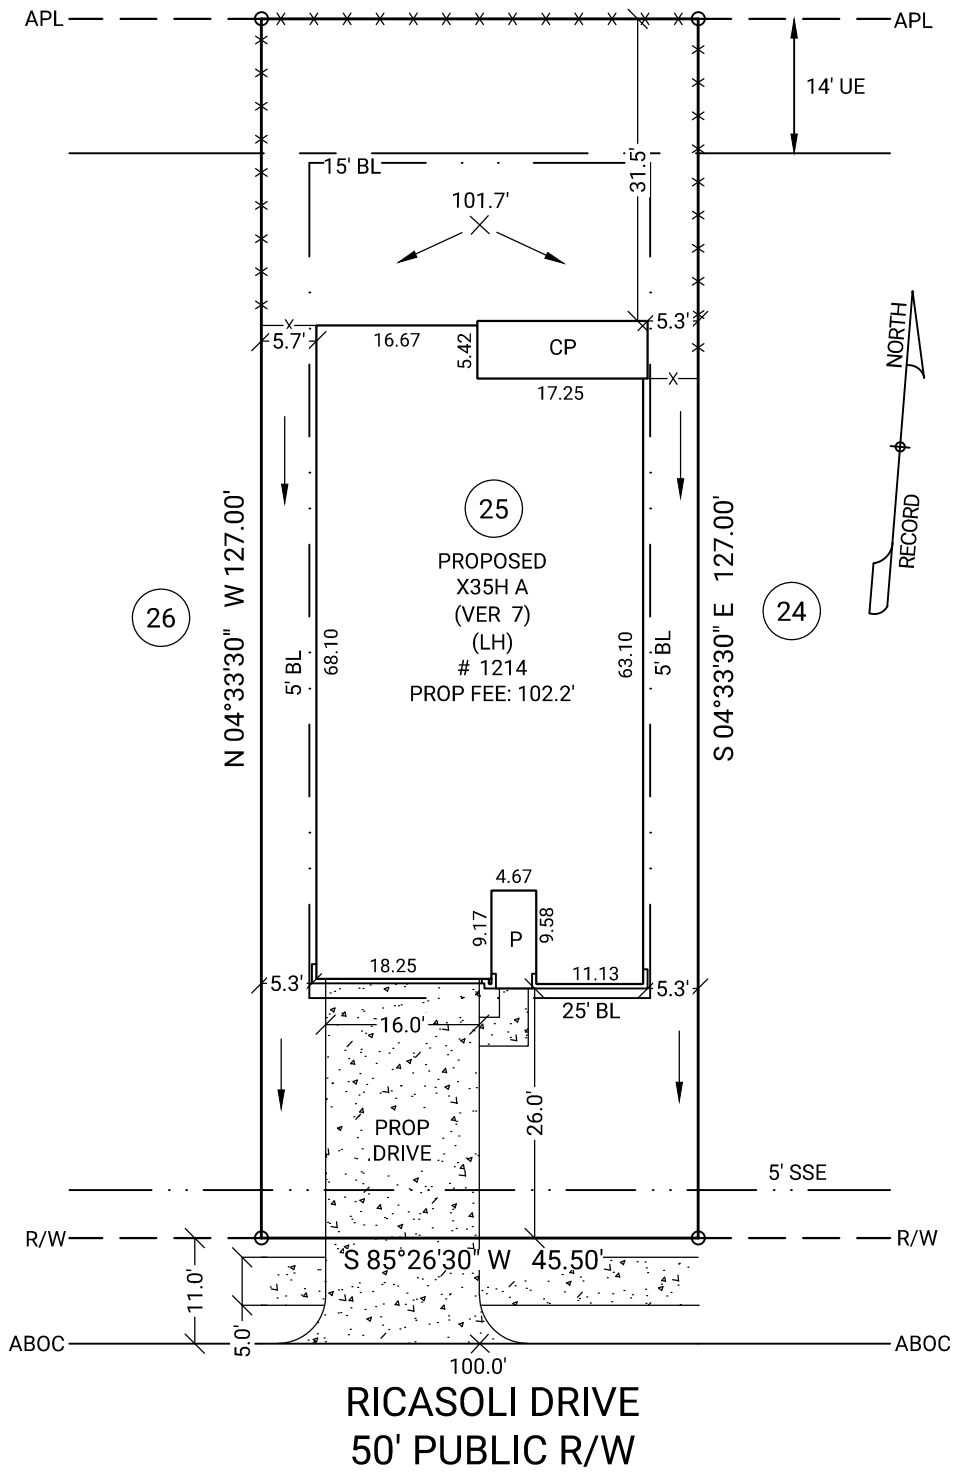 APL
APL
14' UE
15' BL
31.5'
101.7'
5.7'
16.67
5.42
CP
5.3'
17.25
NORTH
RECORD
25
PROPOSED
X35H A
(VER 7)
(LH)
# 1214
PROP FEE: 102.2'
26
24
N 04°33'30" W 127.00'
S 04°33'30" E 127.00'
5' BL
68.10
63.10
5' BL
4.67
9.17
P
9.58
18.25
11.13
5.3'
5.3'
25' BL
16.0'
26.0'
PROP
DRIVE
5' SSE
R/W
R/W
S 85°26'30" W 45.50'
11.0'
5.0'
ABOC
ABOC
100.0'
RICASOLI DRIVE
50' PUBLIC R/W